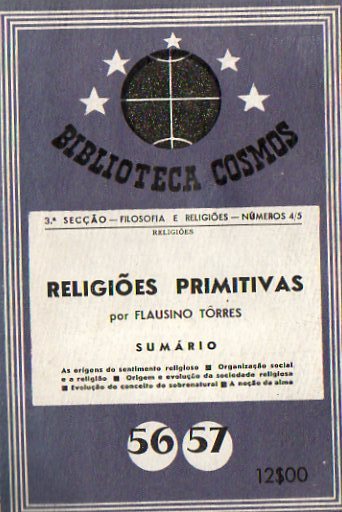 BIBLIOTECA COSMOS
3.ª SECÇÃO — FILOSOFIA E RELIGIÕES — NÚMEROS 4/5
RELIGIÕES
RELIGIÕES PRIMITIVAS
por FLAUSINO TÔRRES
SUMÁRIO
As origens do sentimento religioso ■ Organização social
e a religião ■ Origem e evolução da sociedade religiosa
■ Evolução do conceito do sobrenatural ■ A noção da alma
56 57
12$00